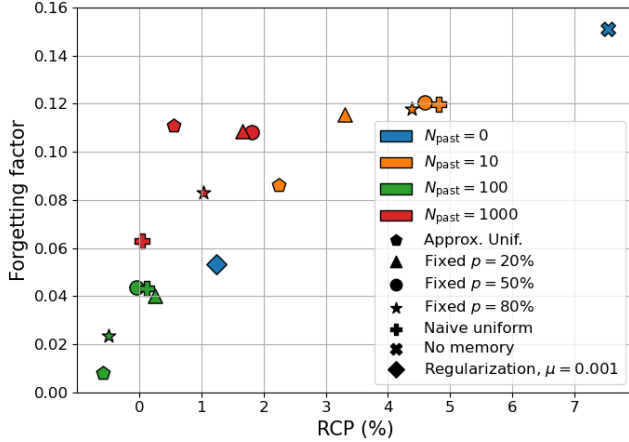 0.16
0.14
0.12
0.10
0.08
0.06
0.04
0.02
0.00
Forgetting factor
0 1 2 3 4 5 6 7
RCP (%)
N_past = 0
N_past = 10
N_past = 100
N_past = 1000
Approx. Unif.
Fixed p = 20%
Fixed p = 50%
Fixed p = 80%
Naive uniform
No memory
Regularization, μ = 0.001